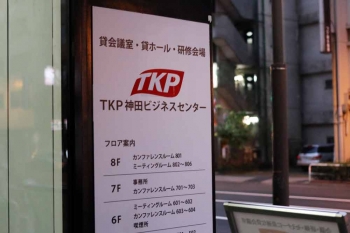 貸会議室・貸ホール・研修会場
TKP
TKP神田ビジネスセンター
フロア案内
8F
カンファレンスルーム 801
ミーティングルーム 802〜806
7F
事務所
カンファレンスルーム 701〜703
6F
ミーティングルーム 601〜602
カンファレンスルーム 603〜604
喫煙所